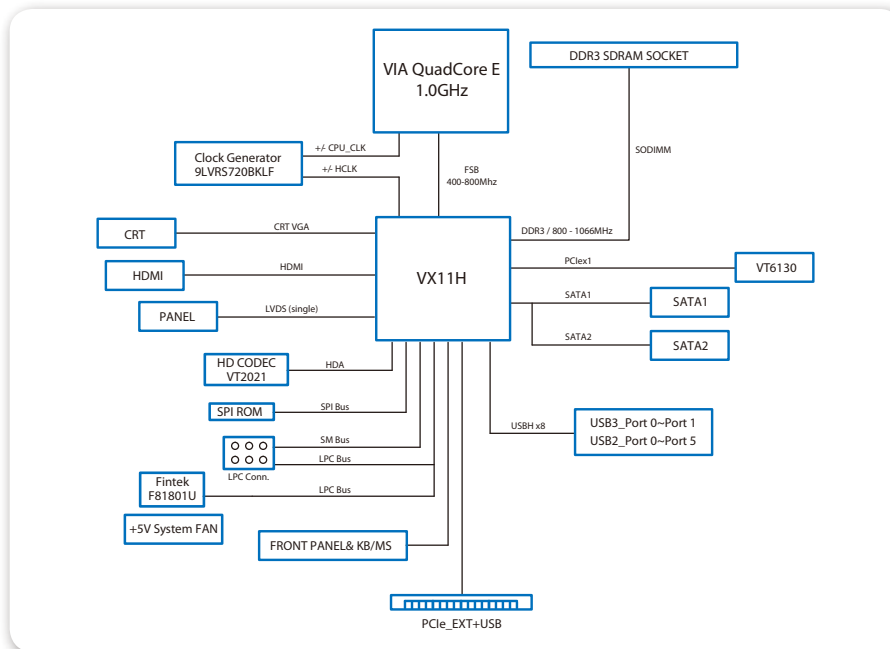 VIA QuadCore E
1.0GHz
DDR3 SDRAM SOCKET
Clock Generator
9LVRS720BKLF
+/- CPU_CLK
+/- HCLK
FSB
400-800Mhz
SODIMM
CRT
CRT VGA
DDR3 / 800 - 1066MHz
HDMI
HDMI
VX11H
PCIex1
VT6130
PANEL
LVDS (single)
SATA1
SATA1
SATA2
SATA2
HD CODEC
VT2021
HDA
SPI ROM
SPI Bus
USBH x8
USB3_Port 0~Port 1
USB2_Port 0~Port 5
SM Bus
LPC Bus
LPC Conn.
Fintek
F81801U
LPC Bus
+5V System FAN
FRONT PANEL& KB/MS
PCIe_EXT+USB